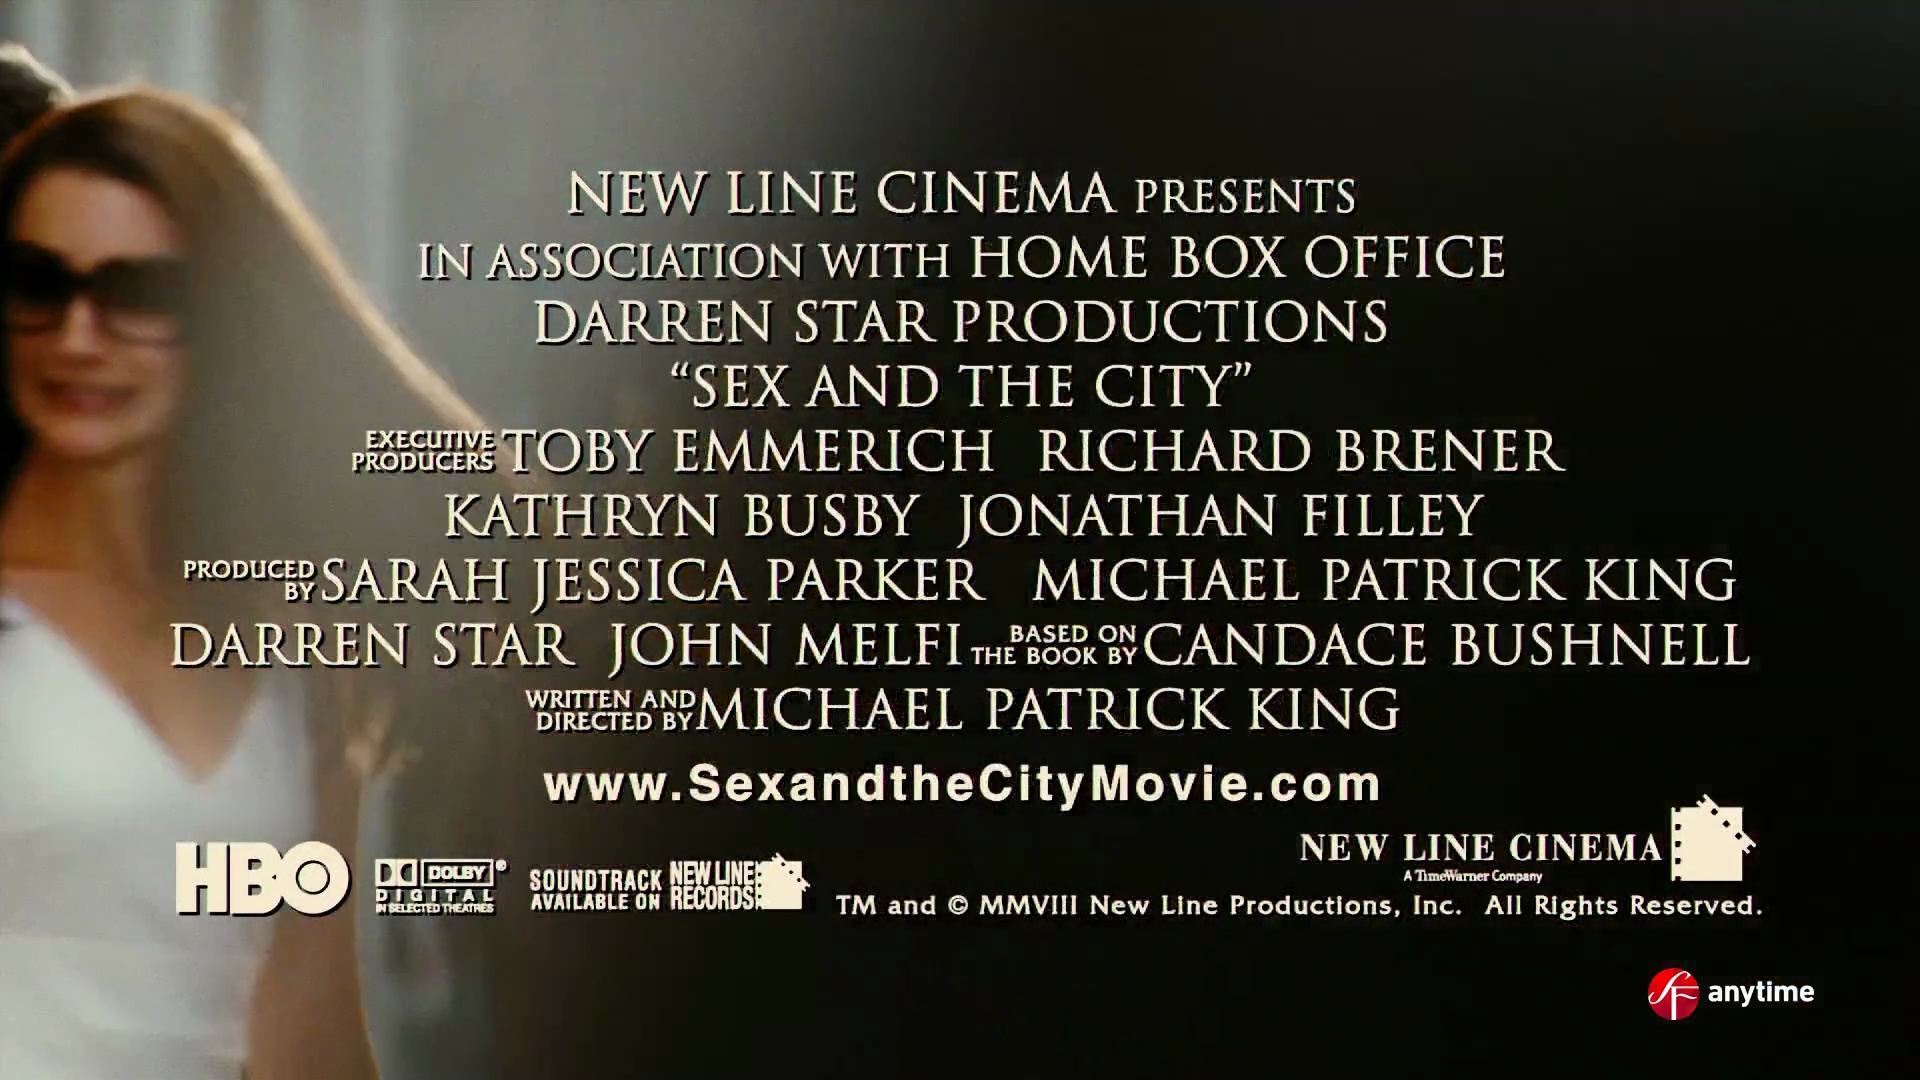 NEW LINE CINEMA PRESENTS
IN ASSOCIATION WITH HOME BOX OFFICE
DARREN STAR PRODUCTIONS
“SEX AND THE CITY”
EXECUTIVE PRODUCERS TOBY EMMERICH RICHARD BRENER
KATHRYN BUSBY JONATHAN FILLEY
PRODUCED BY SARAH JESSICA PARKER MICHAEL PATRICK KING
DARREN STAR JOHN MELFI BASED ON THE BOOK BY CANDACE BUSHNELL
WRITTEN AND DIRECTED BY MICHAEL PATRICK KING
www.SexandtheCityMovie.com
HBO
DOLBY®
DIGITAL
IN SELECTED THEATRES
SOUNDTRACK AVAILABLE ON NEW LINE RECORDS
NEW LINE CINEMA
A TimeWarner Company
TM and © MMVIII New Line Productions, Inc. All Rights Reserved.
SF anytime